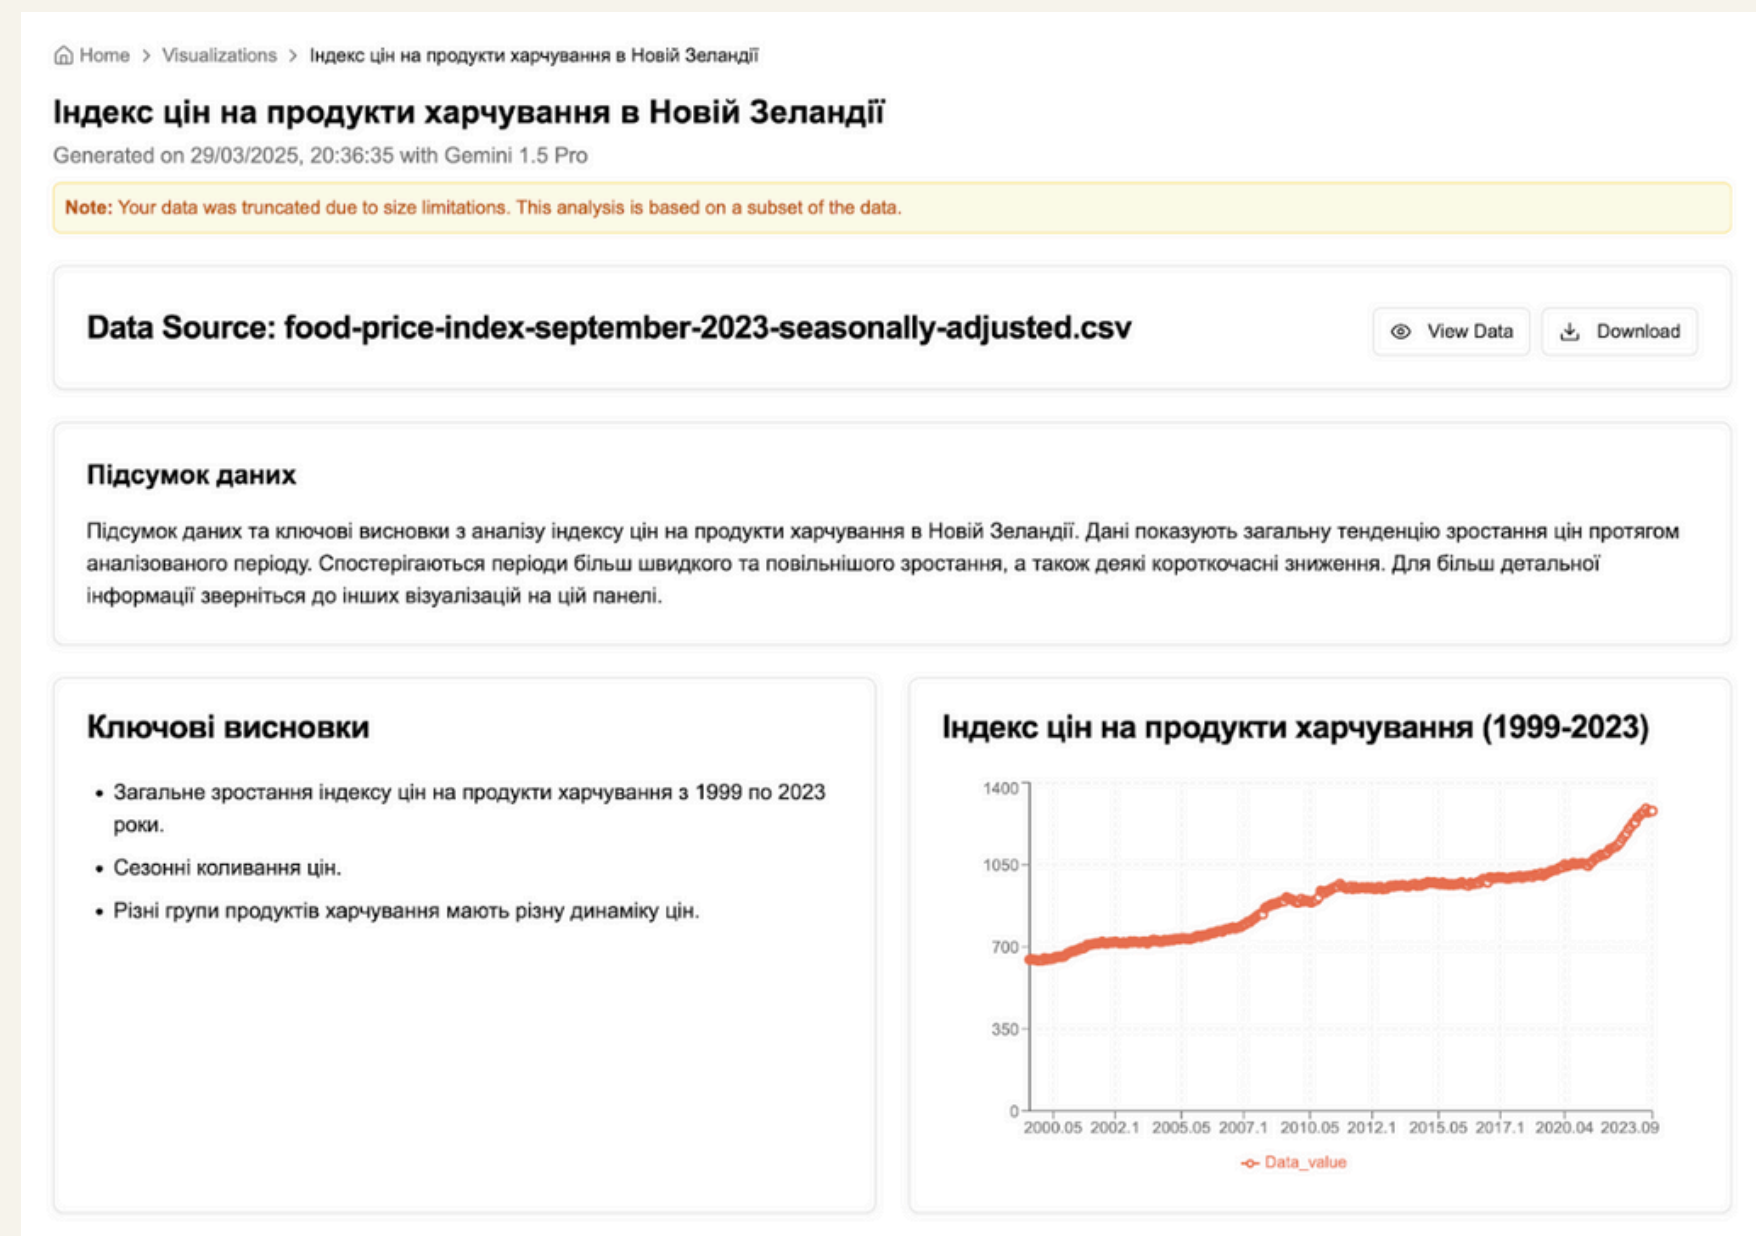 Home > Visualizations > Індекс цін на продукти харчування в Новій Зеландії
Індекс цін на продукти харчування в Новій Зеландії
Generated on 29/03/2025, 20:36:35 with Gemini 1.5 Pro
Note: Your data was truncated due to size limitations. This analysis is based on a subset of the data.
Data Source: food-price-index-september-2023-seasonally-adjusted.csv
View Data
Download
Підсумок даних
Підсумок даних та ключові висновки з аналізу індексу цін на продукти харчування в Новій Зеландії. Дані показують загальну тенденцію зростання цін протягом
аналізованого періоду. Спостерігаються періоди більш швидкого та повільнішого зростання, а також деякі короткочасні зниження. Для більш детальної
інформації зверніться до інших візуалізацій на цій панелі.
Ключові висновки
• Загальне зростання індексу цін на продукти харчування з 1999 по 2023
роки.
• Сезонні коливання цін.
• Різні групи продуктів харчування мають різну динаміку цін.
Індекс цін на продукти харчування (1999-2023)
1400
1050
700
350
0
2000.05 2002.1 2005.05 2007.1 2010.05 2012.1 2015.05 2017.1 2020.04 2023.09
Data_value